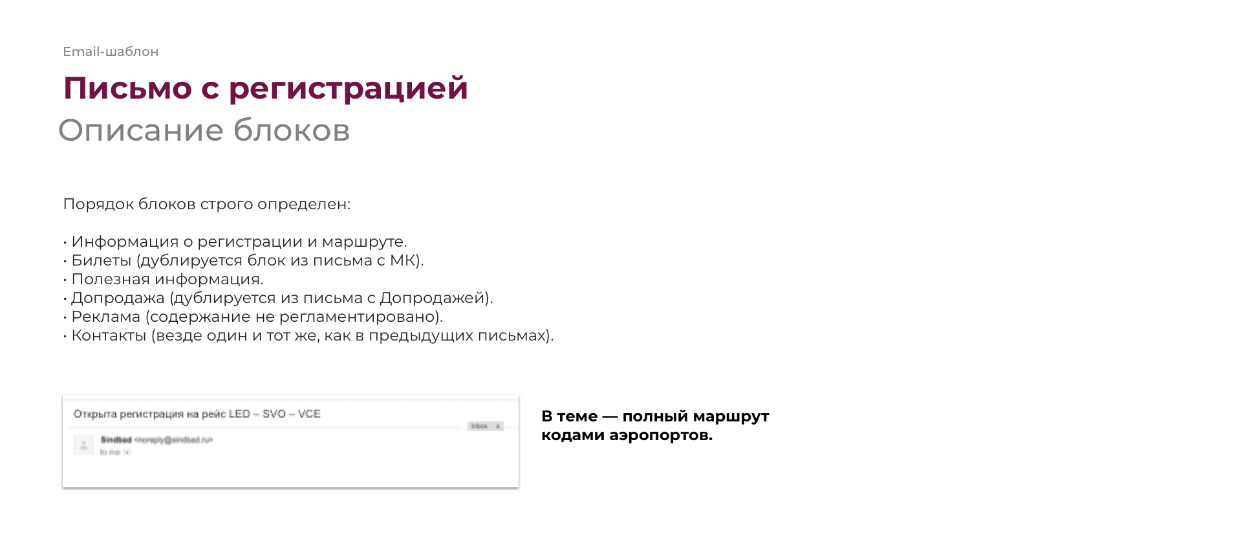 Email-шаблон
Письмо с регистрацией
Описание блоков
Порядок блоков строго определен:
• Информация о регистрации и маршруте.
• Билеты (дублируется блок из письма с МК).
• Полезная информация.
• Допродажа (дублируется из письма с Допродажей).
• Реклама (содержание не регламентировано).
• Контакты (везде один и тот же, как в предыдущих письмах).
Открыта регистрация на рейс LED – SVO – VCE
Inbox x
Sindbad <noreply@sindbad.ru>
to me
В теме — полный маршрут
кодами аэропортов.